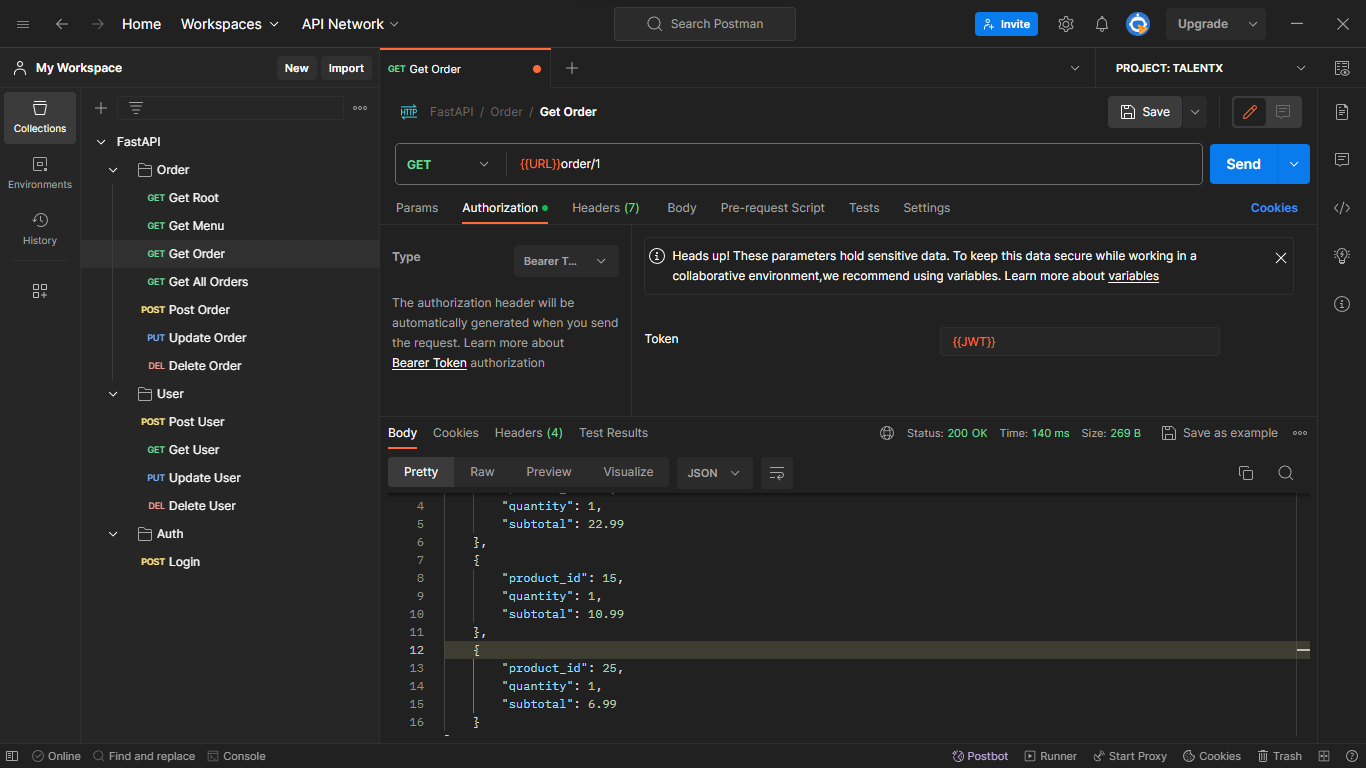 Home
Workspaces
API Network
Search Postman
Invite
Upgrade
My Workspace
New
Import
GET Get Order
PROJECT: TALENTX
Collections
Environments
History
FastAPI
Order
GET Get Root
GET Get Menu
GET Get Order
GET Get All Orders
POST Post Order
PUT Update Order
DEL Delete Order
User
POST Post User
GET Get User
PUT Update User
DEL Delete User
Auth
POST Login
HTTP FastAPI / Order / Get Order
Save
GET
{{URL}}order/1
Send
Params
Authorization
Headers (7)
Body
Pre-request Script
Tests
Settings
Cookies
Type
Bearer T...
The authorization header will be
automatically generated when you send
the request. Learn more about
Bearer Token authorization
Heads up! These parameters hold sensitive data. To keep this data secure while working in a
collaborative environment,we recommend using variables. Learn more about variables
Token
{{JWT}}
Body
Cookies
Headers (4)
Test Results
Status: 200 OK
Time: 140 ms
Size: 269 B
Save as example
Pretty
Raw
Preview
Visualize
JSON
4 "quantity": 1,
5 "subtotal": 22.99
6 },
7 {
8 "product_id": 15,
9 "quantity": 1,
10 "subtotal": 10.99
11 },
12 {
13 "product_id": 25,
14 "quantity": 1,
15 "subtotal": 6.99
16 }
Online
Find and replace
Console
Postbot
Runner
Start Proxy
Cookies
Trash